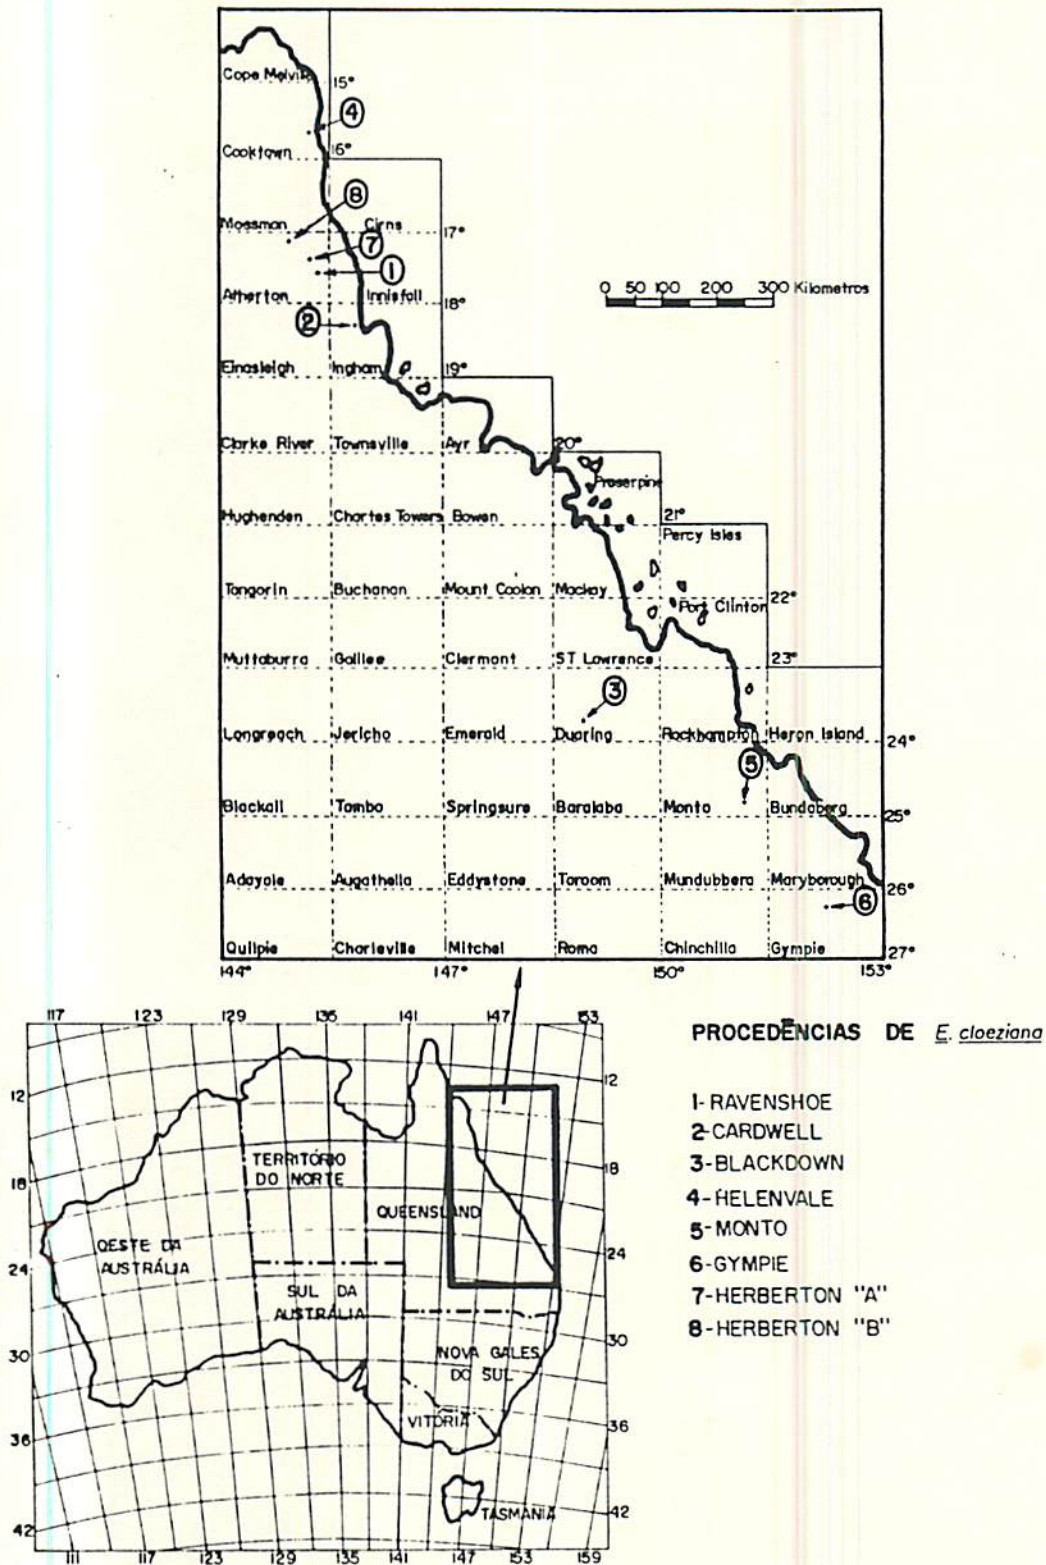 Cope Melville 15°
4
Cooktown 16°
8
Mossman Cirns 17°
7
1
0 50 100 200 300 Kilometros
Atherton Innisfall 18°
2
Einasleigh Ingham 19°
Clarke River Townsville Ayr 20°
Proserpine
Hughenden Chartes Towers Bowen 21°
Percy Isles
Tangorin Buchanan Mount Coolan Mackay 22°
Port Clinton
Muttaburra Galilee Clermont ST Lawrence 23°
3
Longreach Jericho Emerald Duaringa Rockhampton Heron Island 24°
5
Blackall Tambo Springsure Baralaba Monto Bundaberg 25°
Adavale Augathella Eddystone Taroom Mundubbera Maryborough 26°
6
Quilpie Charleville Mitchel Roma Chinchilla Gympie 27°
144° 147° 150° 153°
117 123 129 135 141 147 153
12 12
18 18
24 24
30 30
36 36
42 42
TERRITÓRIO
DO NORTE
QUEENSLAND
OESTE DA
AUSTRÁLIA
SUL DA
AUSTRÁLIA
NOVA GALES
DO SUL
VITÓRIA
TASMANIA
111 117 123 129 135 141 147 153 159
PROCEDÊNCIAS DE E. cloeziana
1-RAVENSHOE
2-CARDWELL
3-BLACKDOWN
4-HELENVALE
5-MONTO
6-GYMPIE
7-HERBERTON "A"
8-HERBERTON "B"